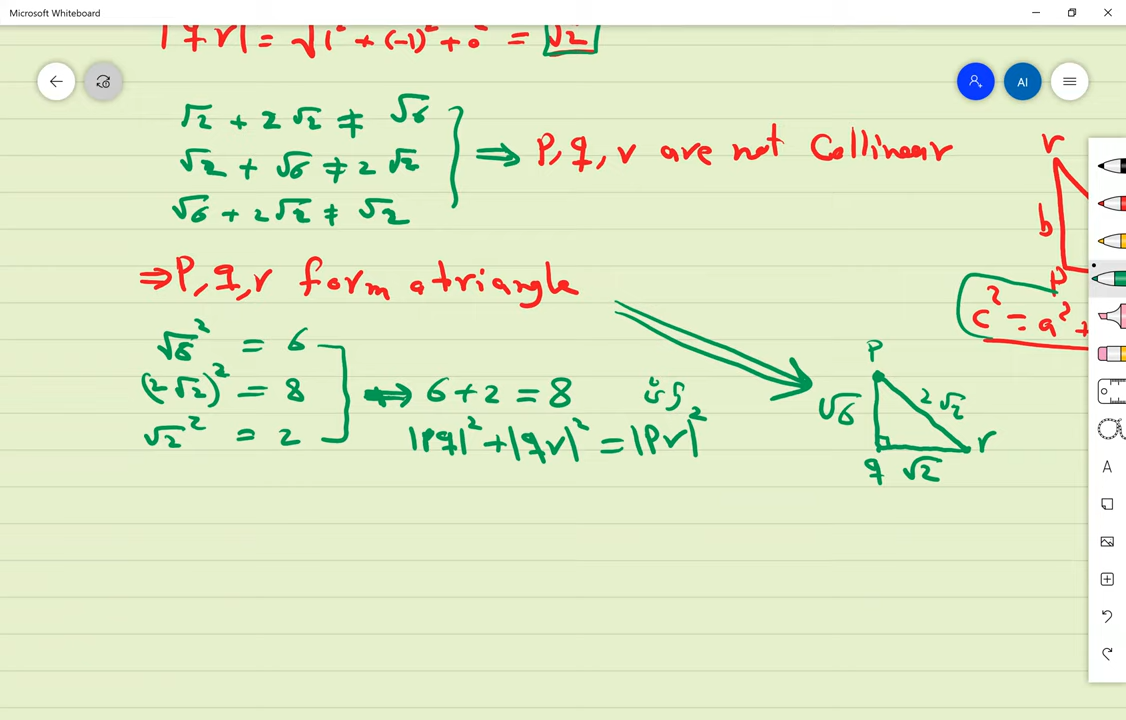 Microsoft Whiteboard
|qr| = √1² + (-1)² + 0² = √2
AI
√2 + 2√2 ≠ √6
√2 + √6 ≠ 2√2
√6 + 2√2 ≠ √2
⇒ P, q, r are not Collinear
r
b
P
c² = a² +
⇒ P, q, r form a triangle
√6² = 6
(2√2)² = 8
√2² = 2
⇒ 6 + 2 = 8
|Pq|² + |qr|² = |Pr|²
P
√6
2√2
q
√2
r
A